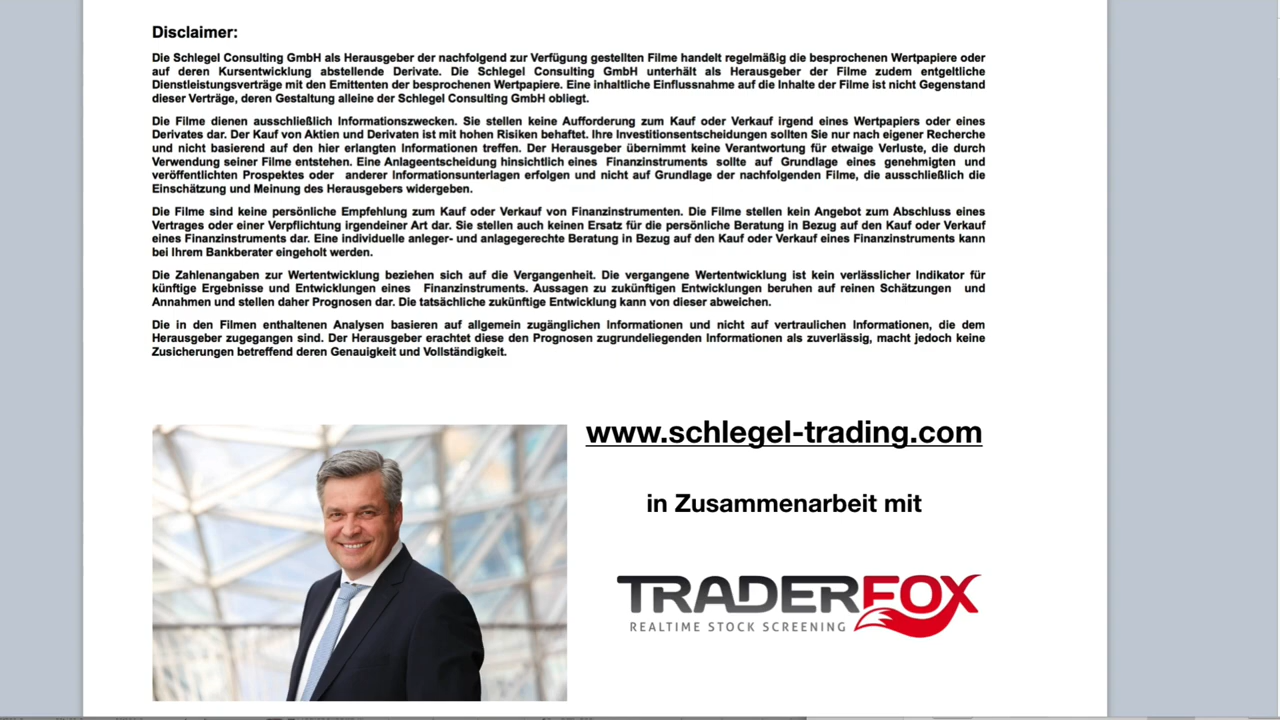 Disclaimer:
Die Schlegel Consulting GmbH als Herausgeber der nachfolgend zur Verfügung gestellten Filme handelt regelmäßig die besprochenen Wertpapiere oder
auf deren Kursentwicklung abstellende Derivate. Die Schlegel Consulting GmbH unterhält als Herausgeber der Filme zudem entgeltliche
Dienstleistungsverträge mit den Emittenten der besprochenen Wertpapiere. Eine inhaltliche Einflussnahme auf die Inhalte der Filme ist nicht Gegenstand
dieser Verträge, deren Gestaltung alleine der Schlegel Consulting GmbH obliegt.
Die Filme dienen ausschließlich Informationszwecken. Sie stellen keine Aufforderung zum Kauf oder Verkauf irgend eines Wertpapiers oder eines
Derivates dar. Der Kauf von Aktien und Derivaten ist mit hohen Risiken behaftet. Ihre Investitionsentscheidungen sollten Sie nur nach eigener Recherche
und nicht basierend auf den hier erlangten Informationen treffen. Der Herausgeber übernimmt keine Verantwortung für etwaige Verluste, die durch
Verwendung seiner Filme entstehen. Eine Anlageentscheidung hinsichtlich eines Finanzinstruments sollte auf Grundlage eines genehmigten und
veröffentlichten Prospektes oder anderer Informationsunterlagen erfolgen und nicht auf Grundlage der nachfolgenden Filme, die ausschließlich die
Einschätzung und Meinung des Herausgebers widergeben.
Die Filme sind keine persönliche Empfehlung zum Kauf oder Verkauf von Finanzinstrumenten. Die Filme stellen kein Angebot zum Abschluss eines
Vertrages oder einer Verpflichtung irgendeiner Art dar. Sie stellen auch keinen Ersatz für die persönliche Beratung in Bezug auf den Kauf oder Verkauf
eines Finanzinstruments dar. Eine individuelle anleger- und anlagegerechte Beratung in Bezug auf den Kauf oder Verkauf eines Finanzinstruments kann
bei Ihrem Bankberater eingeholt werden.
Die Zahlenangaben zur Wertentwicklung beziehen sich auf die Vergangenheit. Die vergangene Wertentwicklung ist kein verlässlicher Indikator für
künftige Ergebnisse und Entwicklungen eines Finanzinstruments. Aussagen zu zukünftigen Entwicklungen beruhen auf reinen Schätzungen und
Annahmen und stellen daher Prognosen dar. Die tatsächliche zukünftige Entwicklung kann von dieser abweichen.
Die in den Filmen enthaltenen Analysen basieren auf allgemein zugänglichen Informationen und nicht auf vertraulichen Informationen, die dem
Herausgeber zugegangen sind. Der Herausgeber erachtet diese den Prognosen zugrundeliegenden Informationen als zuverlässig, macht jedoch keine
Zusicherungen betreffend deren Genauigkeit und Vollständigkeit.
www.schlegel-trading.com
in Zusammenarbeit mit
TRADERFOX
REALTIME STOCK SCREENING